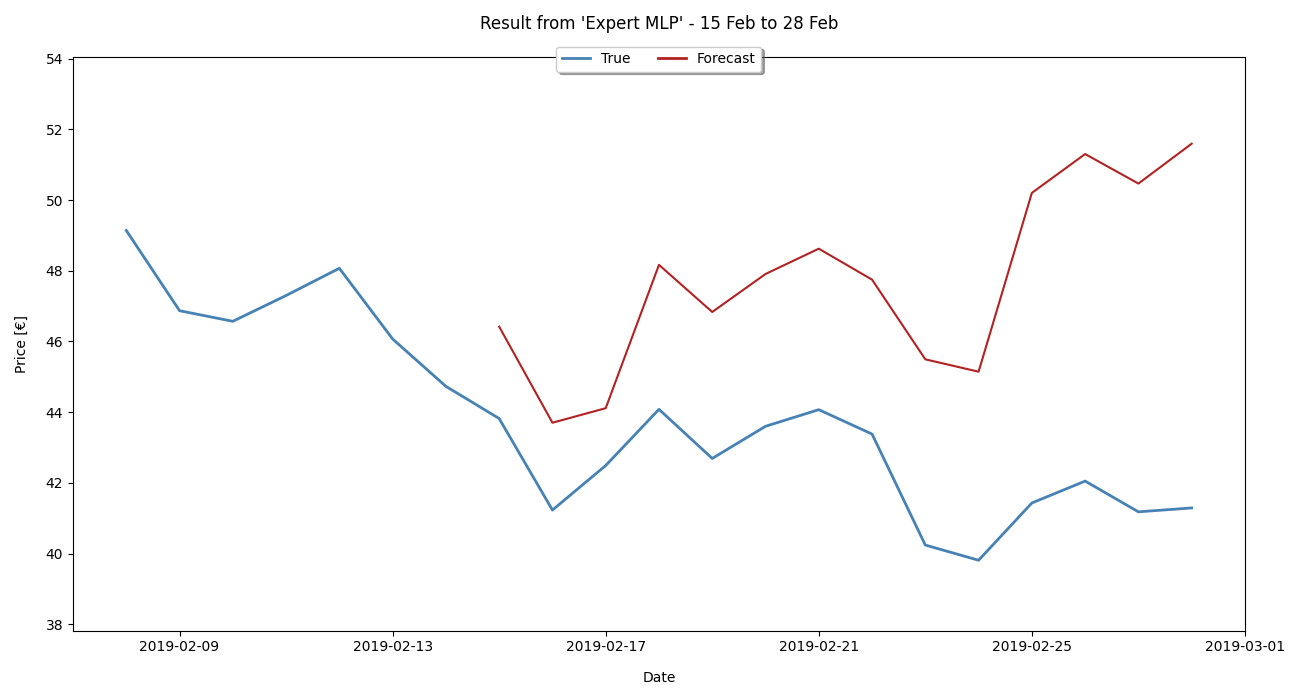 Result from 'Expert MLP' - 15 Feb to 28 Feb
True Forecast
54
52
50
48
46
44
42
40
38
Price [€]
2019-02-09 2019-02-13 2019-02-17 2019-02-21 2019-02-25 2019-03-01
Date